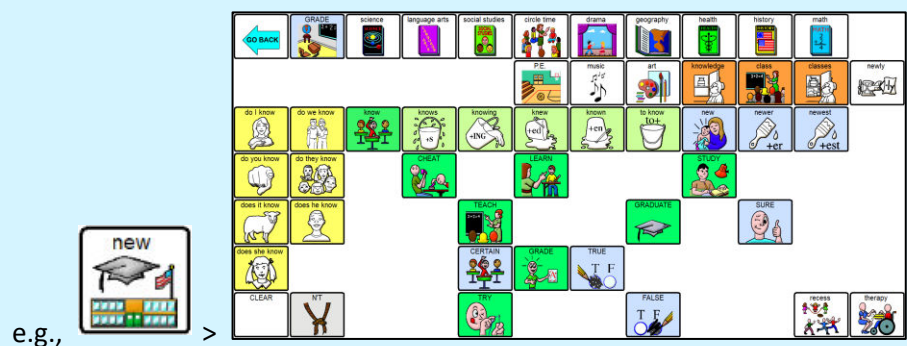 GO BACK GRADE science language arts social studies circle time drama geography health history math
P.E. music art knowledge class classes newly
do I know do we know know knows knowing knew known to know new newer newest
+s +ING +ed +en to+ +er +est
do you know do they know CHEAT LEARN STUDY
does it know does he know TEACH GRADUATE SURE
does she know CERTAIN GRADE TRUE
T F
CLEAR N'T TRY FALSE recess therapy
T F
new
e.g., >